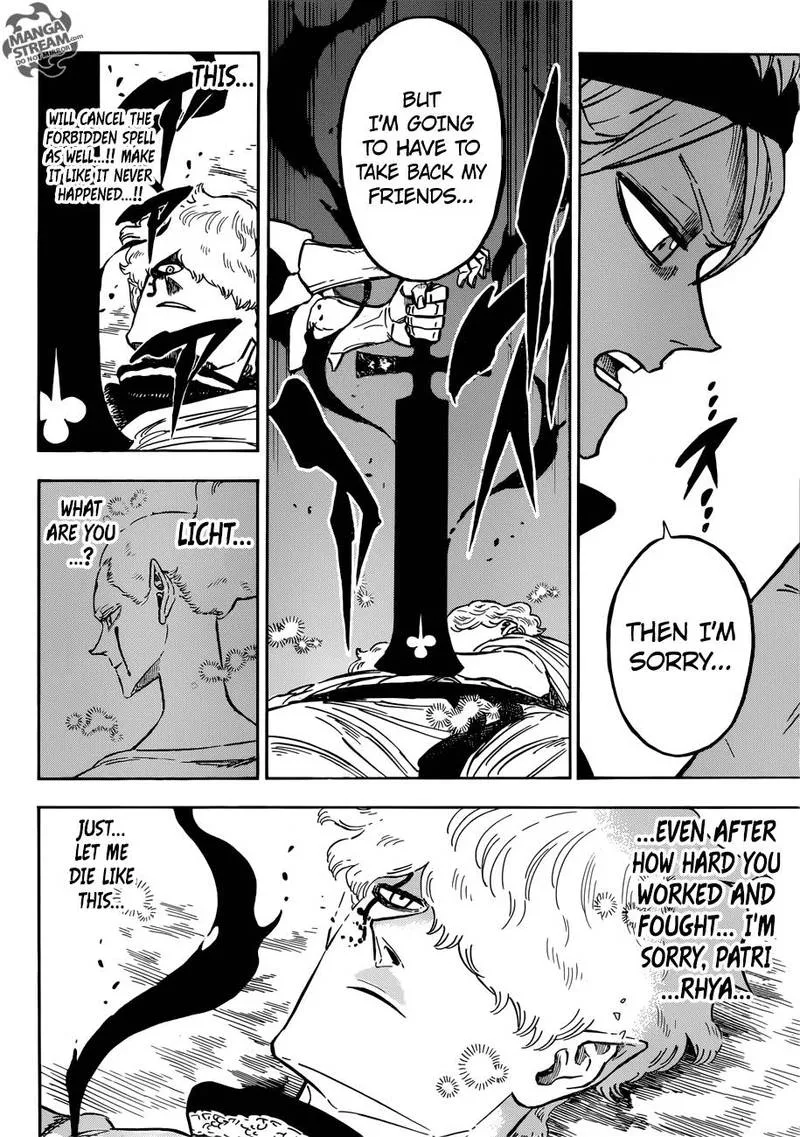 MANGA
STREAM.com
DO NOT MIRROR
THEN I'M
SORRY...
BUT
I'M GOING
TO HAVE TO
TAKE BACK MY
FRIENDS...
THIS...
WILL CANCEL THE
FORBIDDEN SPELL
AS WELL...!! MAKE
IT LIKE IT NEVER
HAPPENED...!!
LICHT...
WHAT
ARE YOU
...?
...EVEN AFTER
HOW HARD YOU
WORKED AND
FOUGHT... I'M
SORRY, PATRI
...RHYA...
JUST...
LET ME
DIE LIKE
THIS...